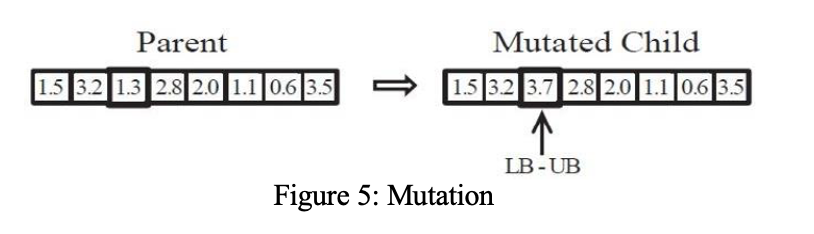 Parent Mutated Child
1.5 3.2 1.3 2.8 2.0 1.1 0.6 3.5 ⇒ 1.5 3.2 3.7 2.8 2.0 1.1 0.6 3.5
LB-UB
Figure 5: Mutation